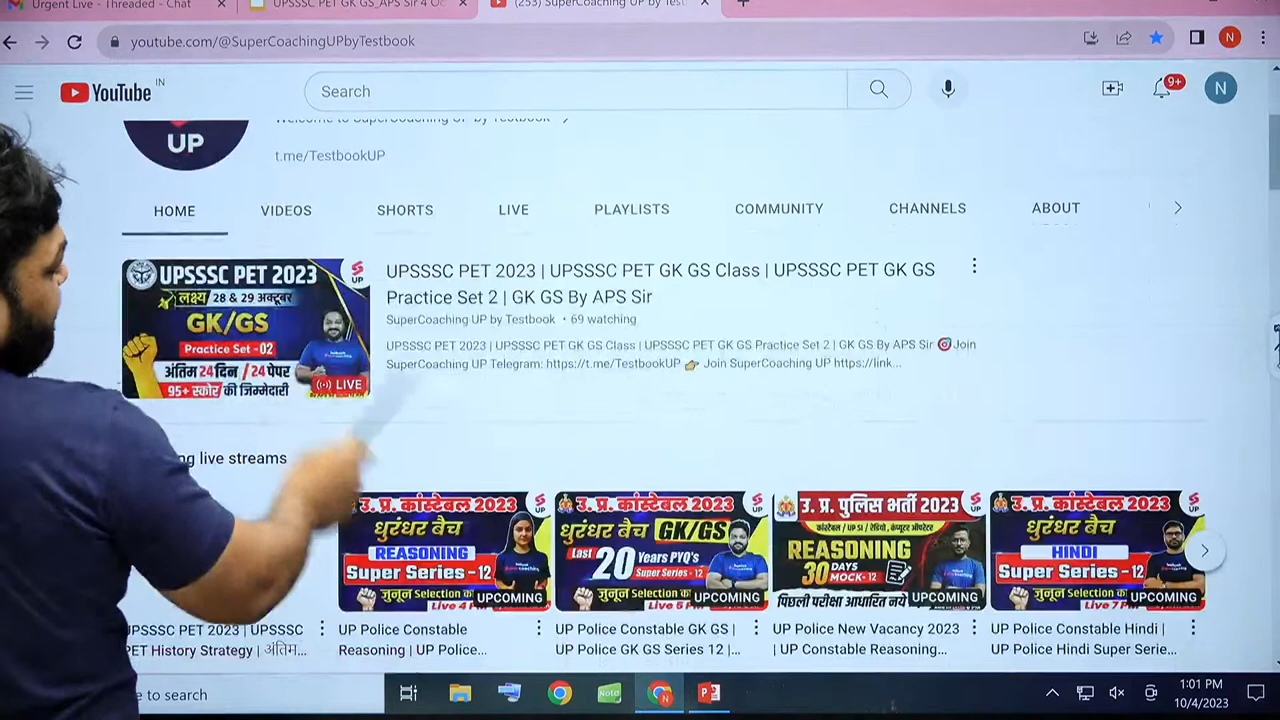 Urgent Live - Threaded - Chat
UPSSSC PET GK GS_APS Sir 4 Oc
(253) SuperCoaching UP by Test
youtube.com/@SuperCoachingUPbyTestbook
N
YouTube IN
Search
9+
N
UP
Welcome to SuperCoaching UP by Testbook
t.me/TestbookUP
HOME
VIDEOS
SHORTS
LIVE
PLAYLISTS
COMMUNITY
CHANNELS
ABOUT
UPSSSC PET 2023
UP
लक्ष्य 28 & 29 अक्टूबर
GK/GS
Practice Set -02
अंतिम 24 दिन / 24 पेपर
95+ स्कोर की जिम्मेदारी
LIVE
UPSSSC PET 2023 | UPSSSC PET GK GS Class | UPSSSC PET GK GS
Practice Set 2 | GK GS By APS Sir
SuperCoaching UP by Testbook • 69 watching
UPSSSC PET 2023 | UPSSSC PET GK GS Class | UPSSSC PET GK GS Practice Set 2 | GK GS By APS Sir 🎯Join
SuperCoaching UP Telegram: https://t.me/TestbookUP 👉 Join SuperCoaching UP https://link...
ng live streams
उ.प्र. कांस्टेबल 2023
UP
धुरंधर बैच
REASONING
Super Series -12
जुनून Selection का
UPCOMING
Live 4 P
उ.प्र. कांस्टेबल 2023
UP
धुरंधर बैच GK/GS
Last 20 Years PYQ's
Super Series -12
जुनून Selection का
UPCOMING
Live 5 P
उ.प्र. पुलिस भर्ती 2023
UP
कांस्टेबल / UP SI / रेडियो, कंप्यूटर ऑपरेटर
REASONING
30 DAYS
MOCK-12
UPCOMING
पिछली परीक्षा आधारित नये
उ.प्र. कांस्टेबल 2023
UP
धुरंधर बैच
HINDI
Super Series -12
जुनून Selection का
UPCOMING
Live 7 P
UPSSSC PET 2023 | UPSSSC
PET History Strategy | अंतिम...
UP Police Constable
Reasoning | UP Police...
UP Police Constable GK GS |
UP Police GK GS Series 12 |...
UP Police New Vacancy 2023
| UP Constable Reasoning...
UP Police Constable Hindi |
UP Police Hindi Super Serie...
e to search
Note
N
1:01 PM
10/4/2023